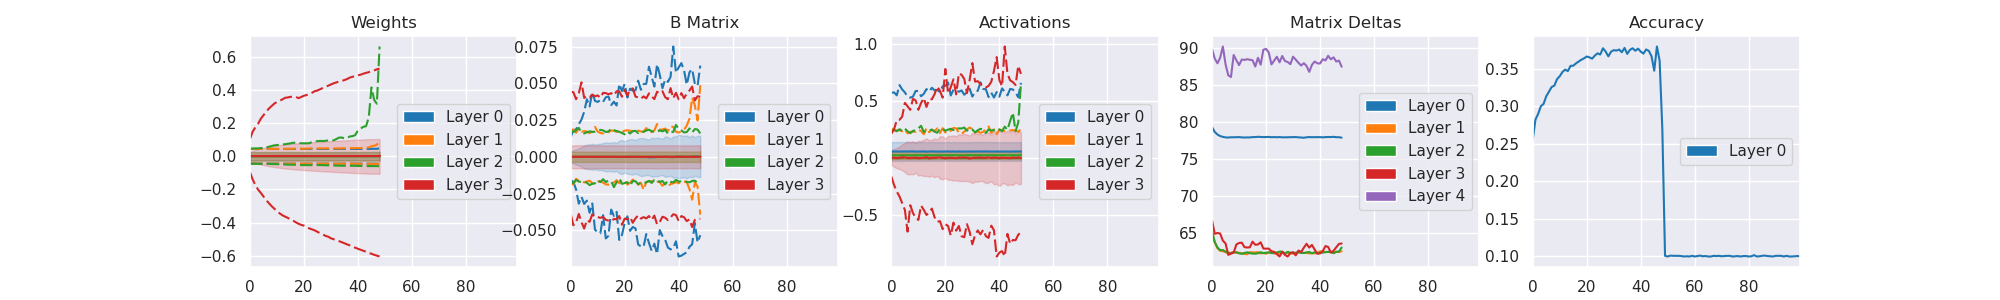 Weights
0.6
0.4
0.2
0.0
−0.2
−0.4
−0.6
0
20
40
60
80
Layer 0
Layer 1
Layer 2
Layer 3
B Matrix
0.075
0.050
0.025
0.000
−0.025
−0.050
0
20
40
60
80
Layer 0
Layer 1
Layer 2
Layer 3
Activations
1.0
0.5
0.0
−0.5
0
20
40
60
80
Layer 0
Layer 1
Layer 2
Layer 3
Matrix Deltas
90
85
80
75
70
65
0
20
40
60
80
Layer 0
Layer 1
Layer 2
Layer 3
Layer 4
Accuracy
0.35
0.30
0.25
0.20
0.15
0.10
0
20
40
60
80
Layer 0